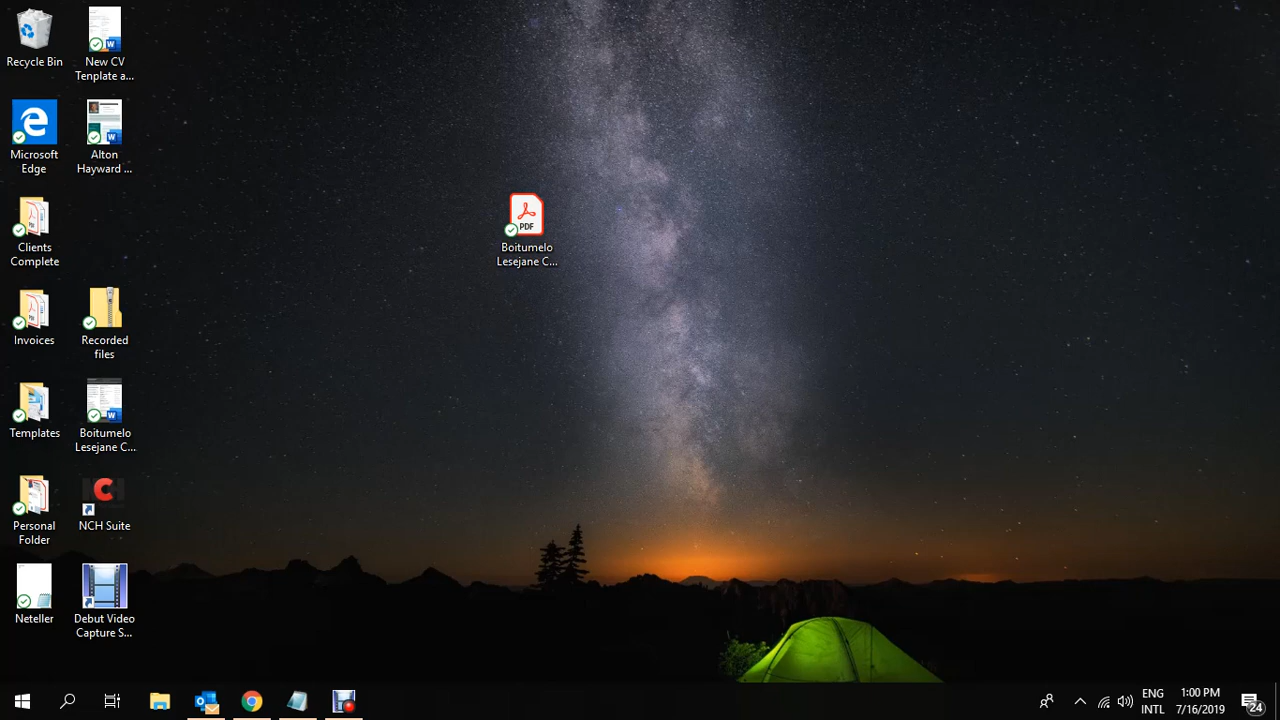 Recycle Bin
New CV
Tenplate a...
Microsoft
Edge
Alton
Hayward ...
Clients
Complete
PDF
Boitumelo
Lesejane C...
Invoices
Recorded
files
Templates
Boitumelo
Lesejane C...
Personal
Folder
NCH Suite
Neteller
Debut Video
Capture S...
ENG
INTL
1:00 PM
7/16/2019
24